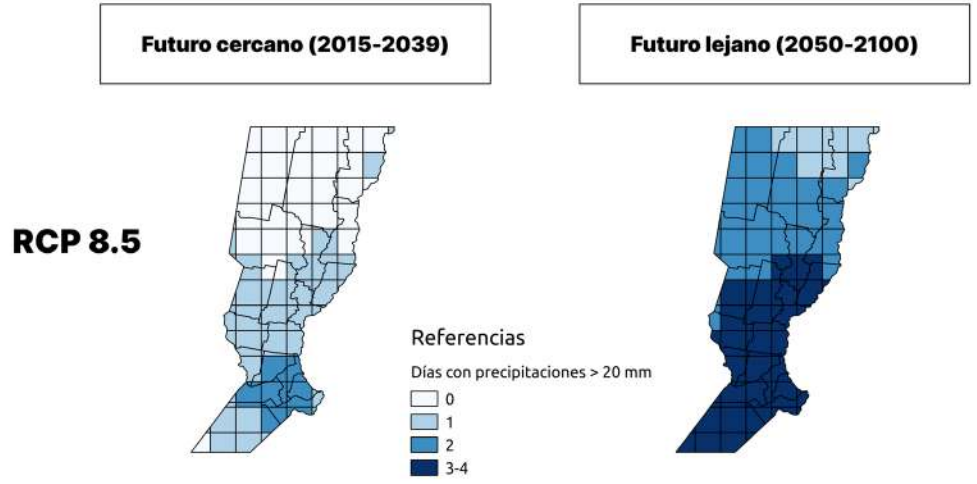 Futuro cercano (2015-2039)
Futuro lejano (2050-2100)
RCP 8.5
Referencias
Días con precipitaciones > 20 mm
0
1
2
3-4